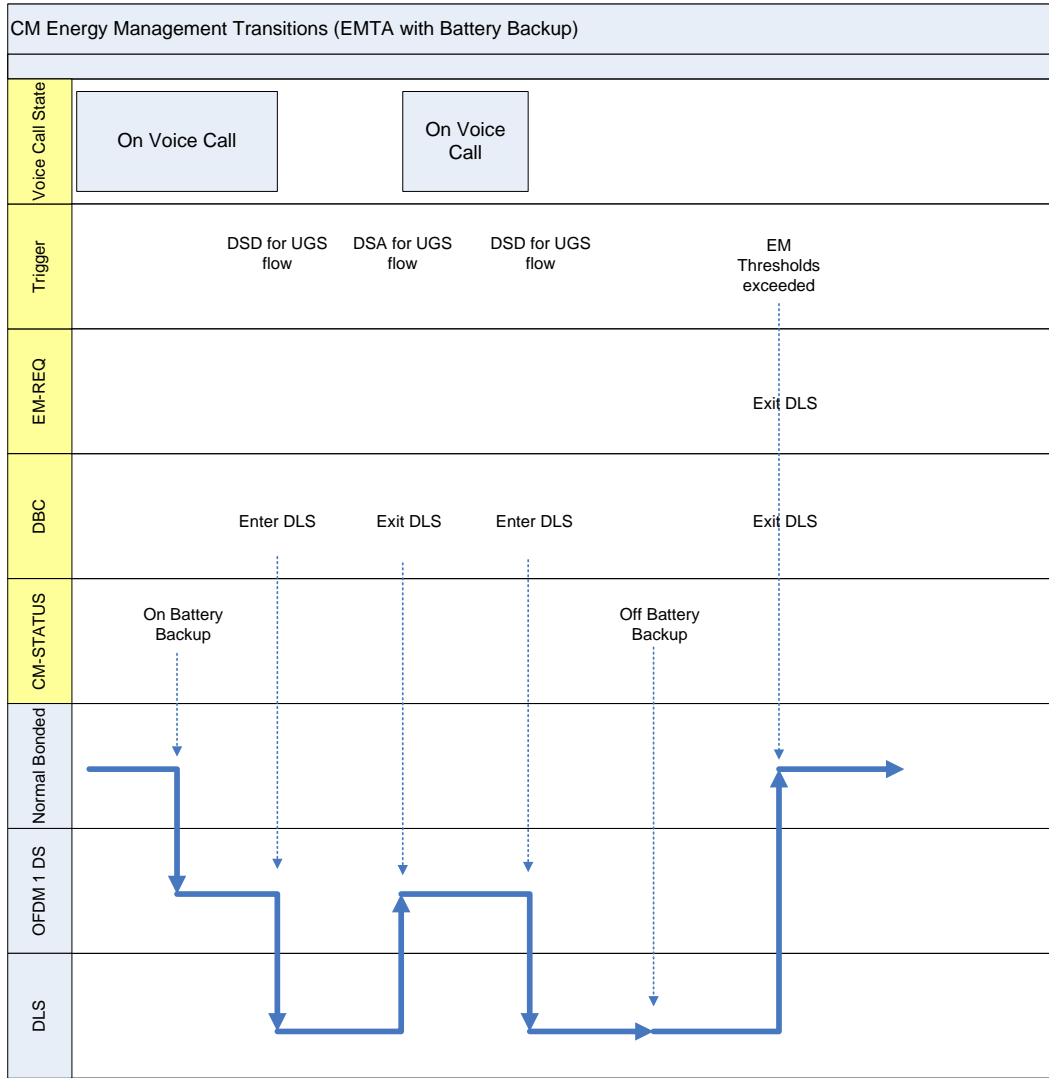 CM Energy Management Transitions (EMTA with Battery Backup)
Voice Call State
On Voice Call
On Voice
Call
Trigger
DSD for UGS
flow
DSA for UGS
flow
DSD for UGS
flow
EM
Thresholds
exceeded
EM-REQ
Exit DLS
DBC
Enter DLS
Exit DLS
Enter DLS
Exit DLS
CM-STATUS
On Battery
Backup
Off Battery
Backup
Normal Bonded
OFDM 1 DS
DLS